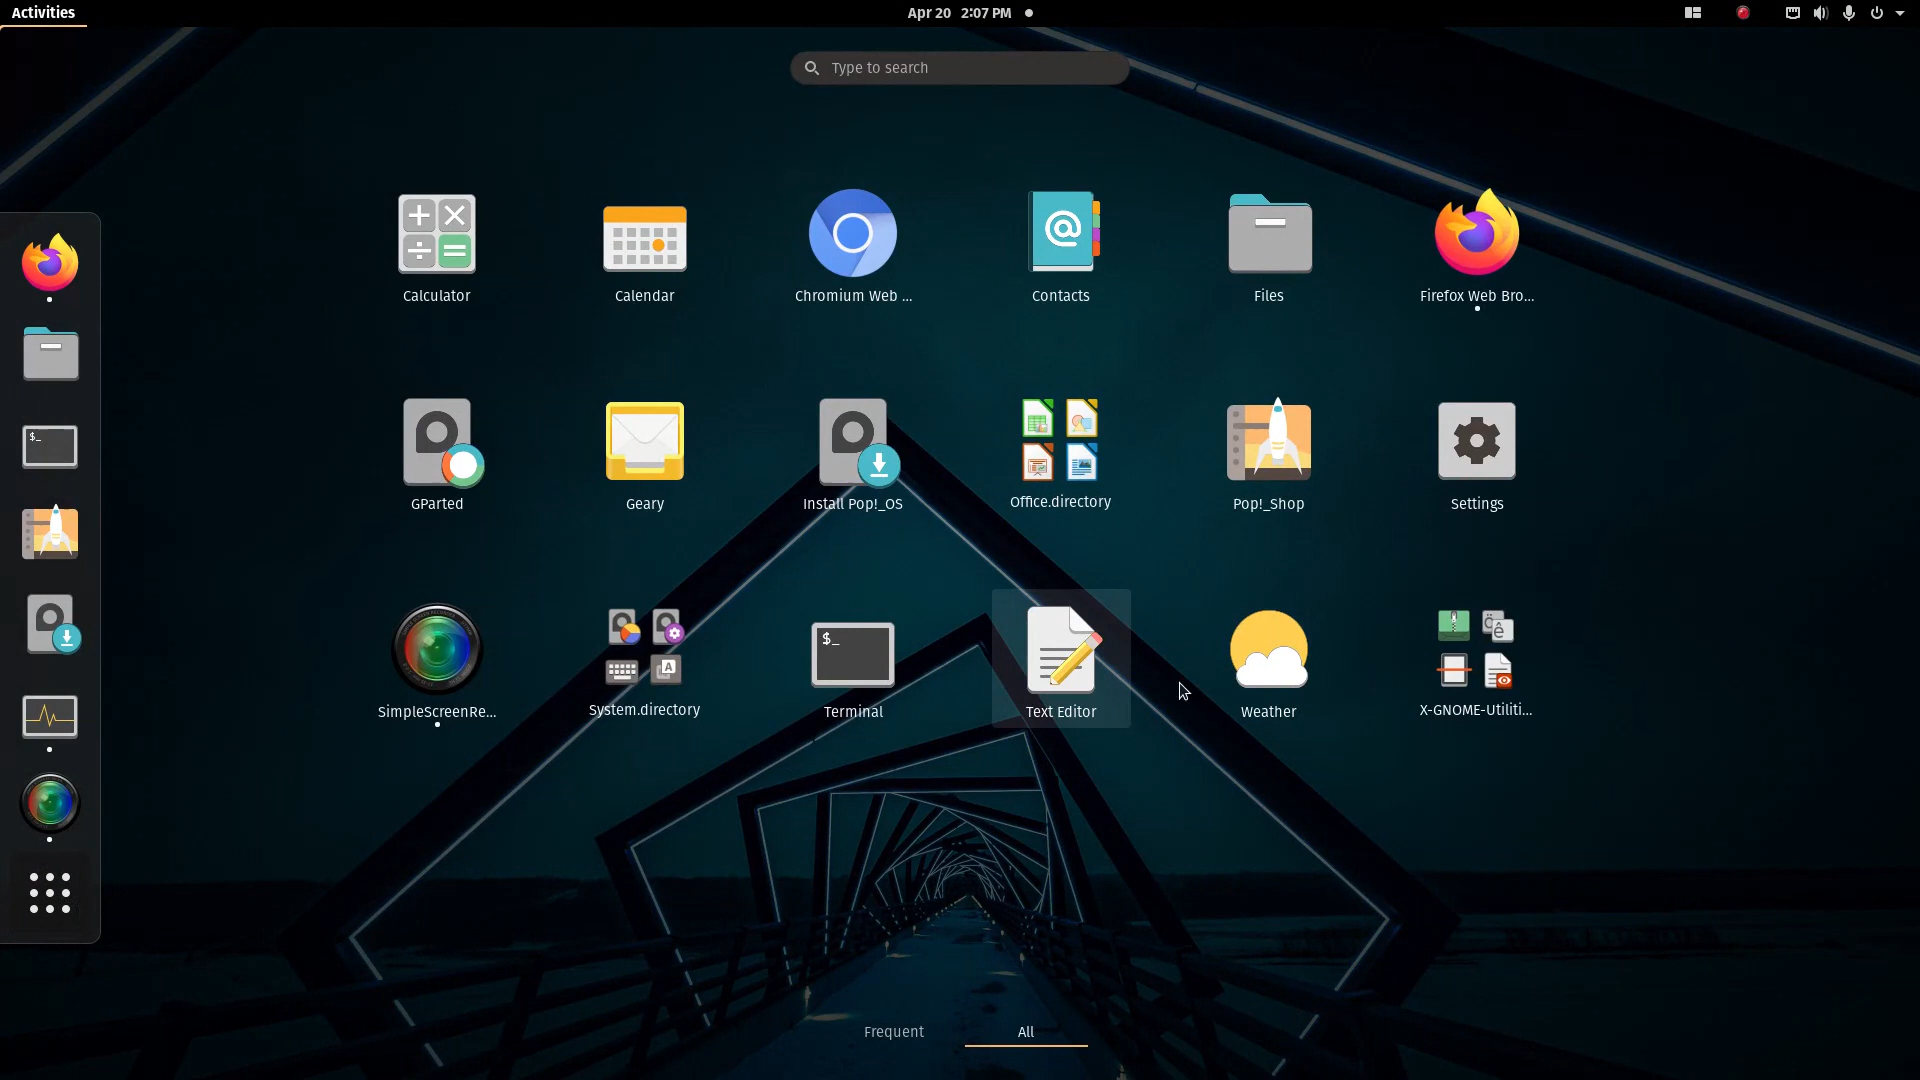 Activities
Apr 20 2:07 PM
Type to search
Calculator
Calendar
Chromium Web ...
Contacts
Files
Firefox Web Bro...
$_
GParted
Geary
Install Pop!_OS
Office.directory
Pop!_Shop
Settings
$_
SimpleScreenRe...
System.directory
Terminal
Text Editor
Weather
X-GNOME-Utiliti...
Frequent
All